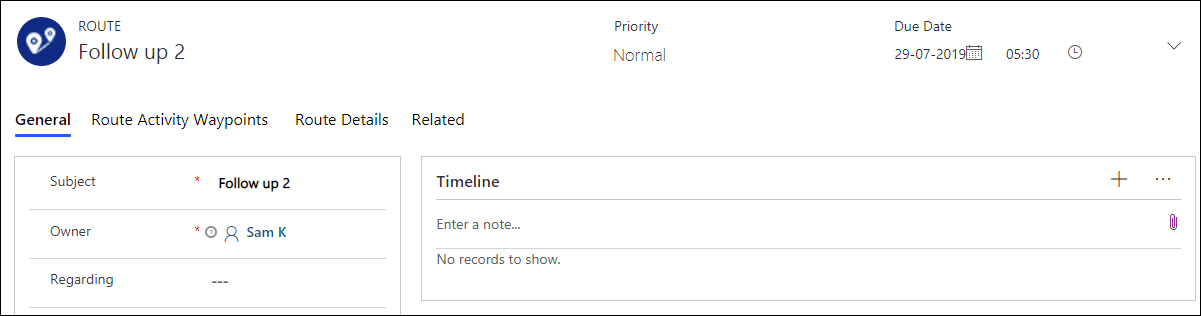 ROUTE
Follow up 2
Priority
Normal
Due Date
29-07-2019 05:30
General Route Activity Waypoints Route Details Related
Subject * Follow up 2
Owner * Sam K
Regarding ---
Timeline
Enter a note...
No records to show.